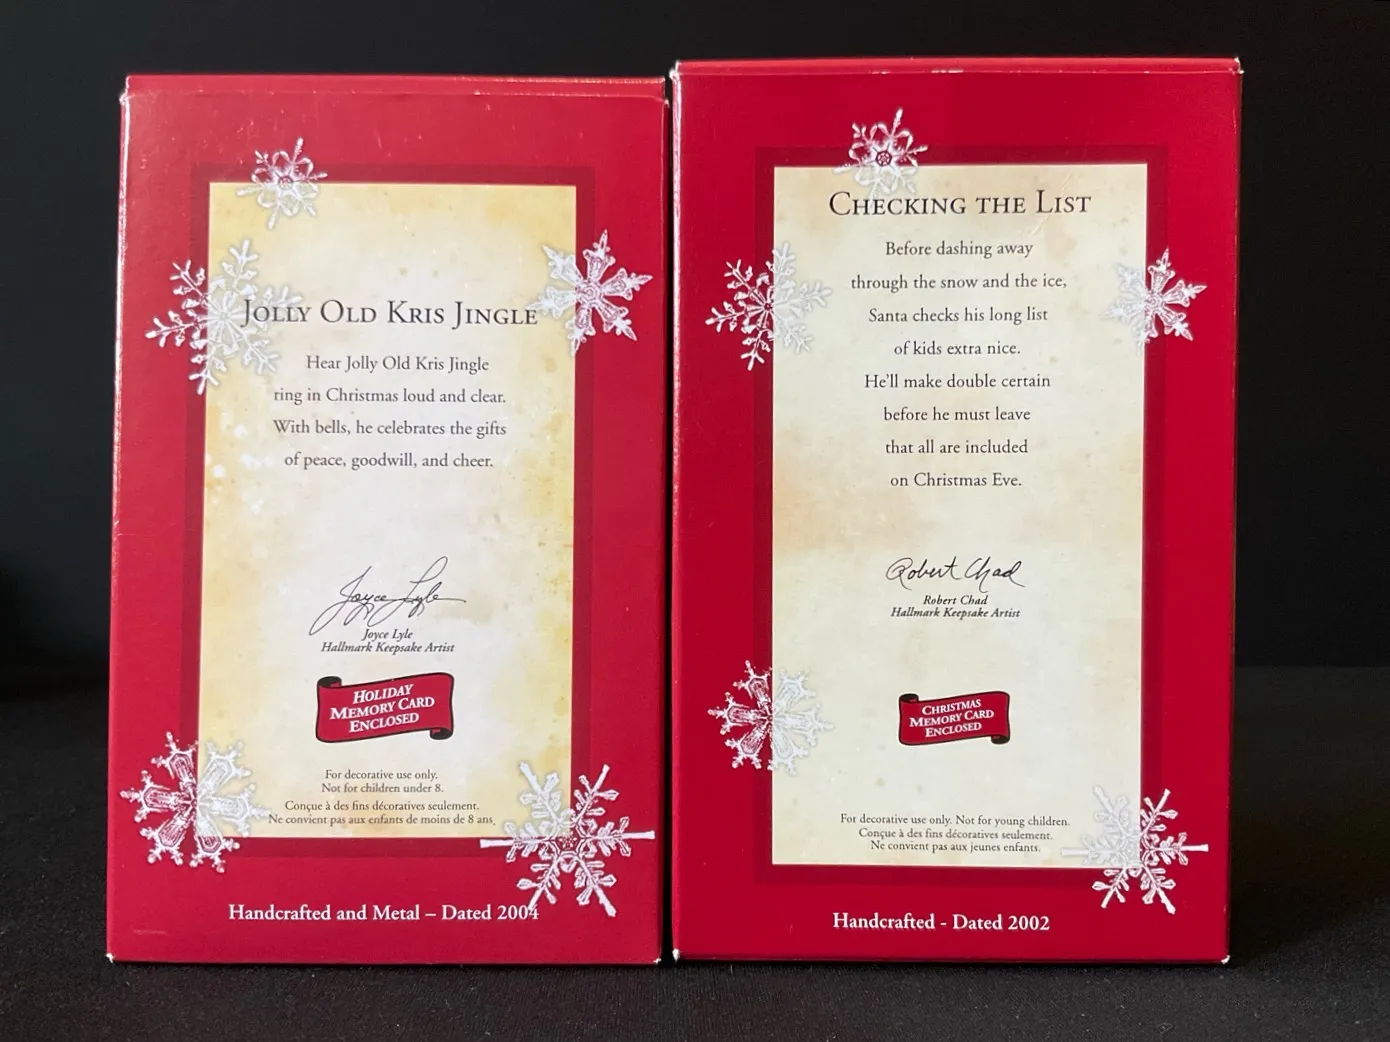 JOLLY OLD KRIS JINGLE
Hear Jolly Old Kris Jingle
ring in Christmas loud and clear.
With bells, he celebrates the gifts
of peace, goodwill, and cheer.
Joyce Lyle
Joyce Lyle
Hallmark Keepsake Artist
HOLIDAY
MEMORY CARD
ENCLOSED
For decorative use only.
Not for children under 8.
Conçue à des fins décoratives seulement.
Ne convient pas aux enfants de moins de 8 ans.
Handcrafted and Metal – Dated 2004
CHECKING THE LIST
Before dashing away
through the snow and the ice,
Santa checks his long list
of kids extra nice.
He'll make double certain
before he must leave
that all are included
on Christmas Eve.
Robert Chad
Robert Chad
Hallmark Keepsake Artist
CHRISTMAS
MEMORY CARD
ENCLOSED
For decorative use only. Not for young children.
Conçue à des fins décoratives seulement.
Ne convient pas aux jeunes enfants.
Handcrafted - Dated 2002